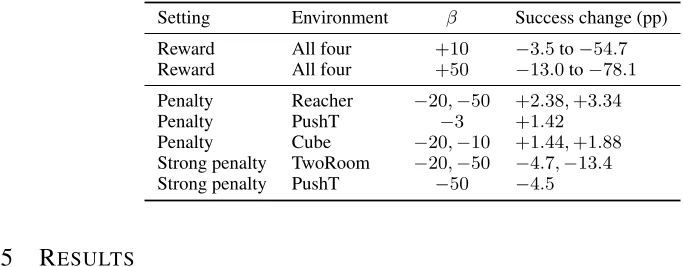 Setting Environment β Success change (pp)
Reward All four +10 −3.5 to −54.7
Reward All four +50 −13.0 to −78.1
Penalty Reacher −20, −50 +2.38, +3.34
Penalty PushT −3 +1.42
Penalty Cube −20, −10 +1.44, +1.88
Strong penalty TwoRoom −20, −50 −4.7, −13.4
Strong penalty PushT −50 −4.5
5 RESULTS